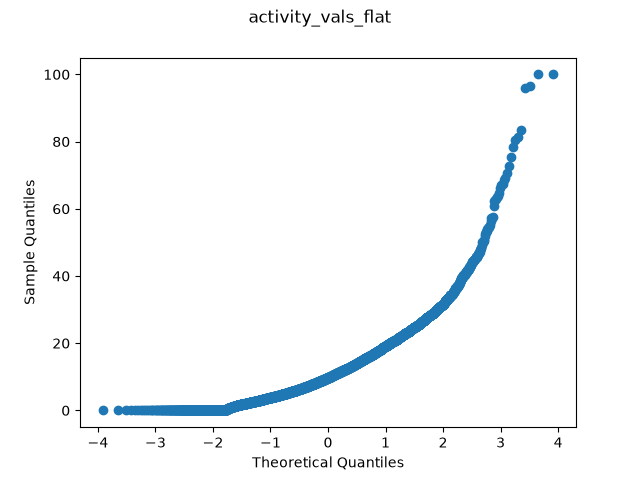 activity_vals_flat
100
80
60
40
20
0
Sample Quantiles
−4 −3 −2 −1 0 1 2 3 4
Theoretical Quantiles